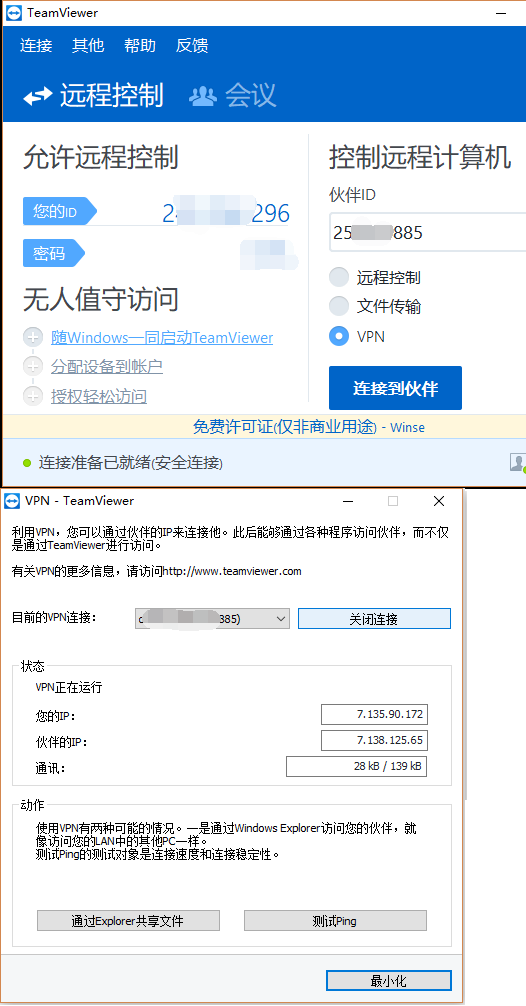 TeamViewer
连接 其他 帮助 反馈
远程控制 会议
允许远程控制
您的ID 2 296
密码
无人值守访问
随Windows一同启动TeamViewer
分配设备到帐户
授权轻松访问
控制远程计算机
伙伴ID
25 885
远程控制
文件传输
VPN
连接到伙伴
免费许可证(仅非商业用途) - Winse
连接准备已就绪(安全连接)
VPN - TeamViewer
利用VPN，您可以通过伙伴的IP来连接他。此后能够通过各种程序访问伙伴，而不仅
是通过TeamViewer进行访问。
有关VPN的更多信息，请访问http://www.teamviewer.com
目前的VPN连接： 885) 关闭连接
状态
VPN正在运行
您的IP： 7.135.90.172
伙伴的IP： 7.138.125.65
通讯： 28 kB / 139 kB
动作
使用VPN有两种可能的情况。一是通过Windows Explorer访问您的伙伴，就
像访问您的LAN中的其他PC一样。
测试Ping的测试对象是连接速度和连接稳定性。
通过Explorer共享文件 测试Ping
最小化